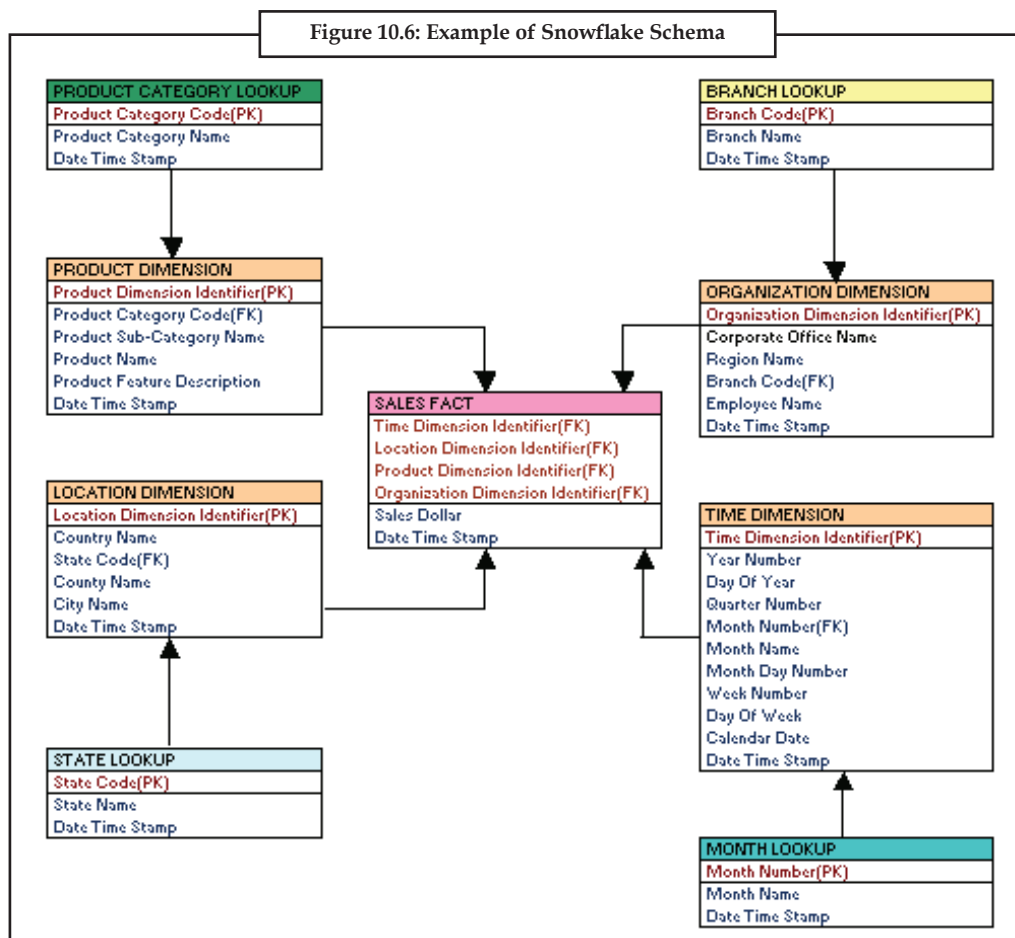 Figure 10.6: Example of Snowflake Schema
PRODUCT CATEGORY LOOKUP
Product Category Code(PK)
Product Category Name
Date Time Stamp
BRANCH LOOKUP
Branch Code(PK)
Branch Name
Date Time Stamp
PRODUCT DIMENSION
Product Dimension Identifier(PK)
Product Category Code(FK)
Product Sub-Category Name
Product Name
Product Feature Description
Date Time Stamp
ORGANIZATION DIMENSION
Organization Dimension Identifier(PK)
Corporate Office Name
Region Name
Branch Code(FK)
Employee Name
Date Time Stamp
SALES FACT
Time Dimension Identifier(FK)
Location Dimension Identifier(FK)
Product Dimension Identifier(FK)
Organization Dimension Identifier(FK)
Sales Dollar
Date Time Stamp
LOCATION DIMENSION
Location Dimension Identifier(PK)
Country Name
State Code(FK)
County Name
City Name
Date Time Stamp
TIME DIMENSION
Time Dimension Identifier(PK)
Year Number
Day Of Year
Quarter Number
Month Number(FK)
Month Name
Month Day Number
Week Number
Day Of Week
Calendar Date
Date Time Stamp
STATE LOOKUP
State Code(PK)
State Name
Date Time Stamp
MONTH LOOKUP
Month Number(PK)
Month Name
Date Time Stamp